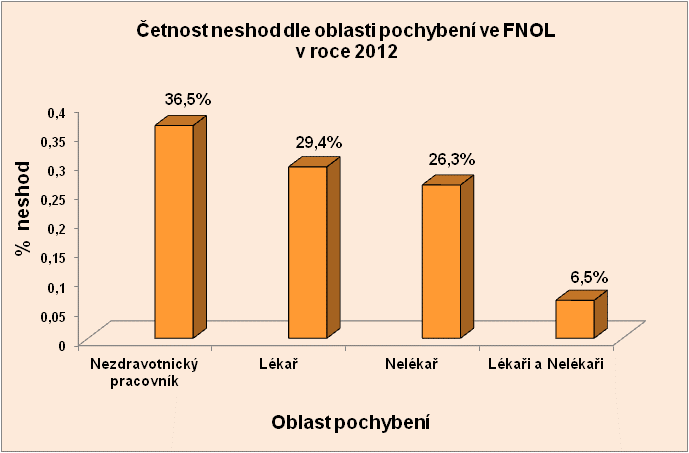 Četnost neshod dle oblasti pochybení ve FNOL
v roce 2012
% neshod
0,4
0,35
0,3
0,25
0,2
0,15
0,1
0,05
0
36,5%
29,4%
26,3%
6,5%
Nezdravotnický
pracovník
Lékař
Nelékař
Lékaři a Nelékaři
Oblast pochybení